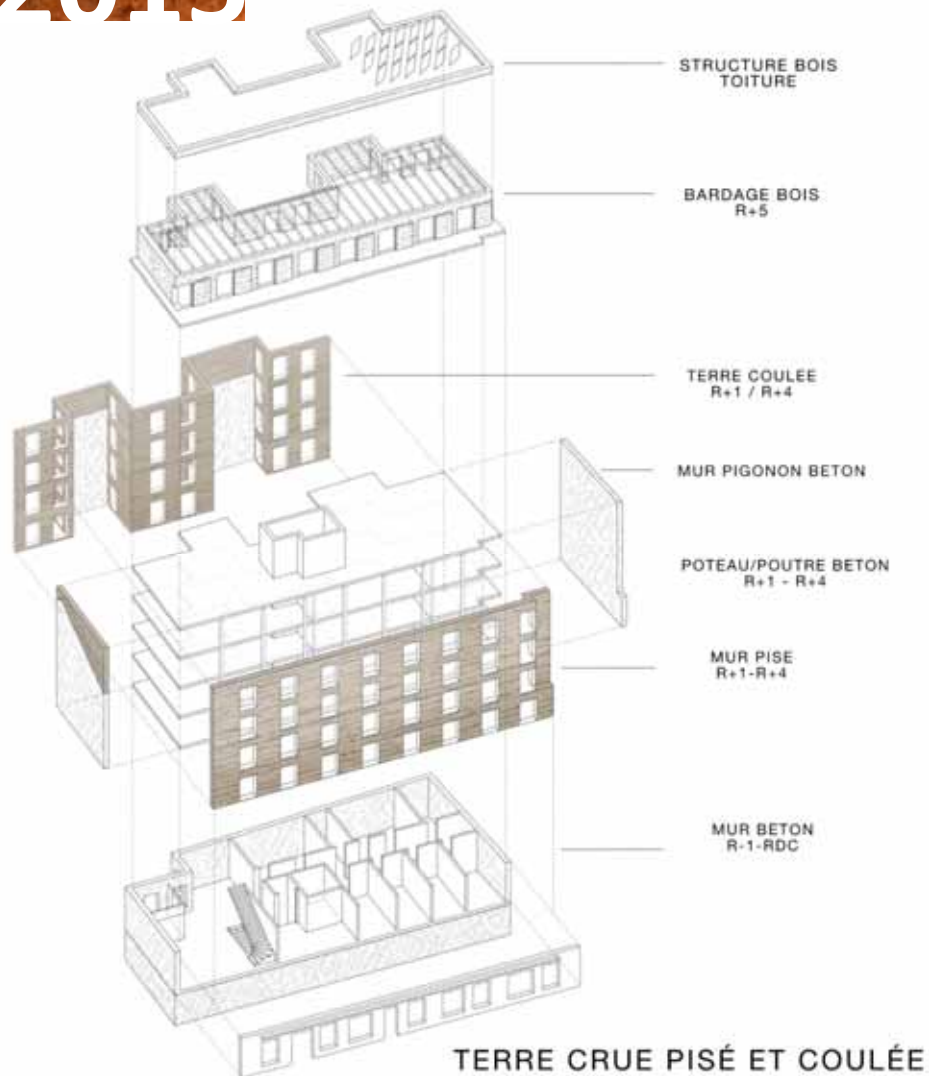 2015
STRUCTURE BOIS
TOITURE
BARDAGE BOIS
R+5
TERRE COULEE
R+1 / R+4
MUR PIGONON BETON
POTEAU/POUTRE BETON
R+1 - R+4
MUR PISE
R+1-R+4
MUR BETON
R-1-RDC
TERRE CRUE PISÉ ET COULÉE